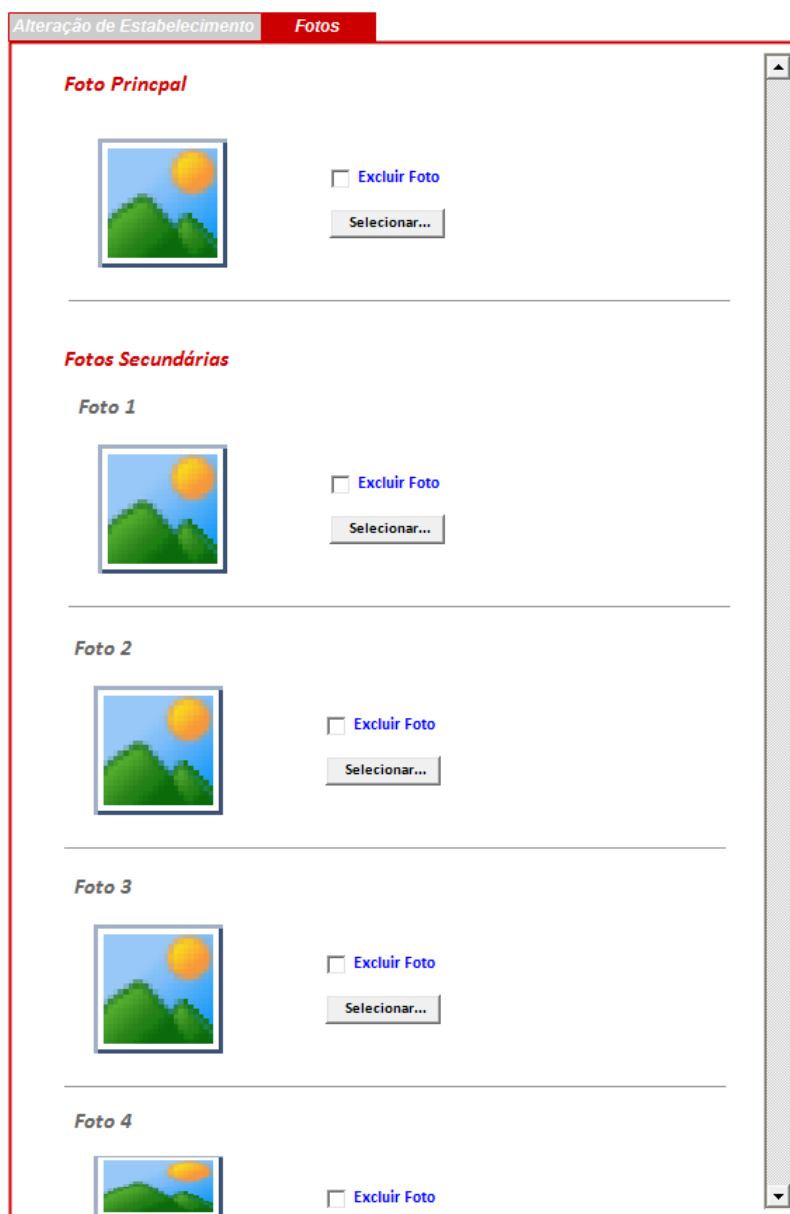 Alteração de Estabelecimento Fotos
Foto Princpal
Excluir Foto
Selecionar...
Fotos Secundárias
Foto 1
Excluir Foto
Selecionar...
Foto 2
Excluir Foto
Selecionar...
Foto 3
Excluir Foto
Selecionar...
Foto 4
Excluir Foto